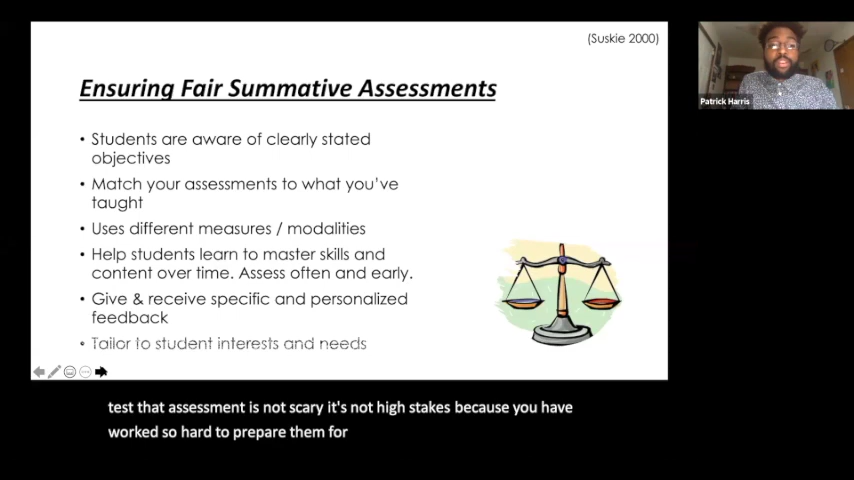 (Suskie 2000)
Ensuring Fair Summative Assessments
• Students are aware of clearly stated
objectives
• Match your assessments to what you've
taught
• Uses different measures / modalities
• Help students learn to master skills and
content over time. Assess often and early.
• Give & receive specific and personalized
feedback
• Tailor to student interests and needs
Patrick Harris
test that assessment is not scary it's not high stakes because you have
worked so hard to prepare them for